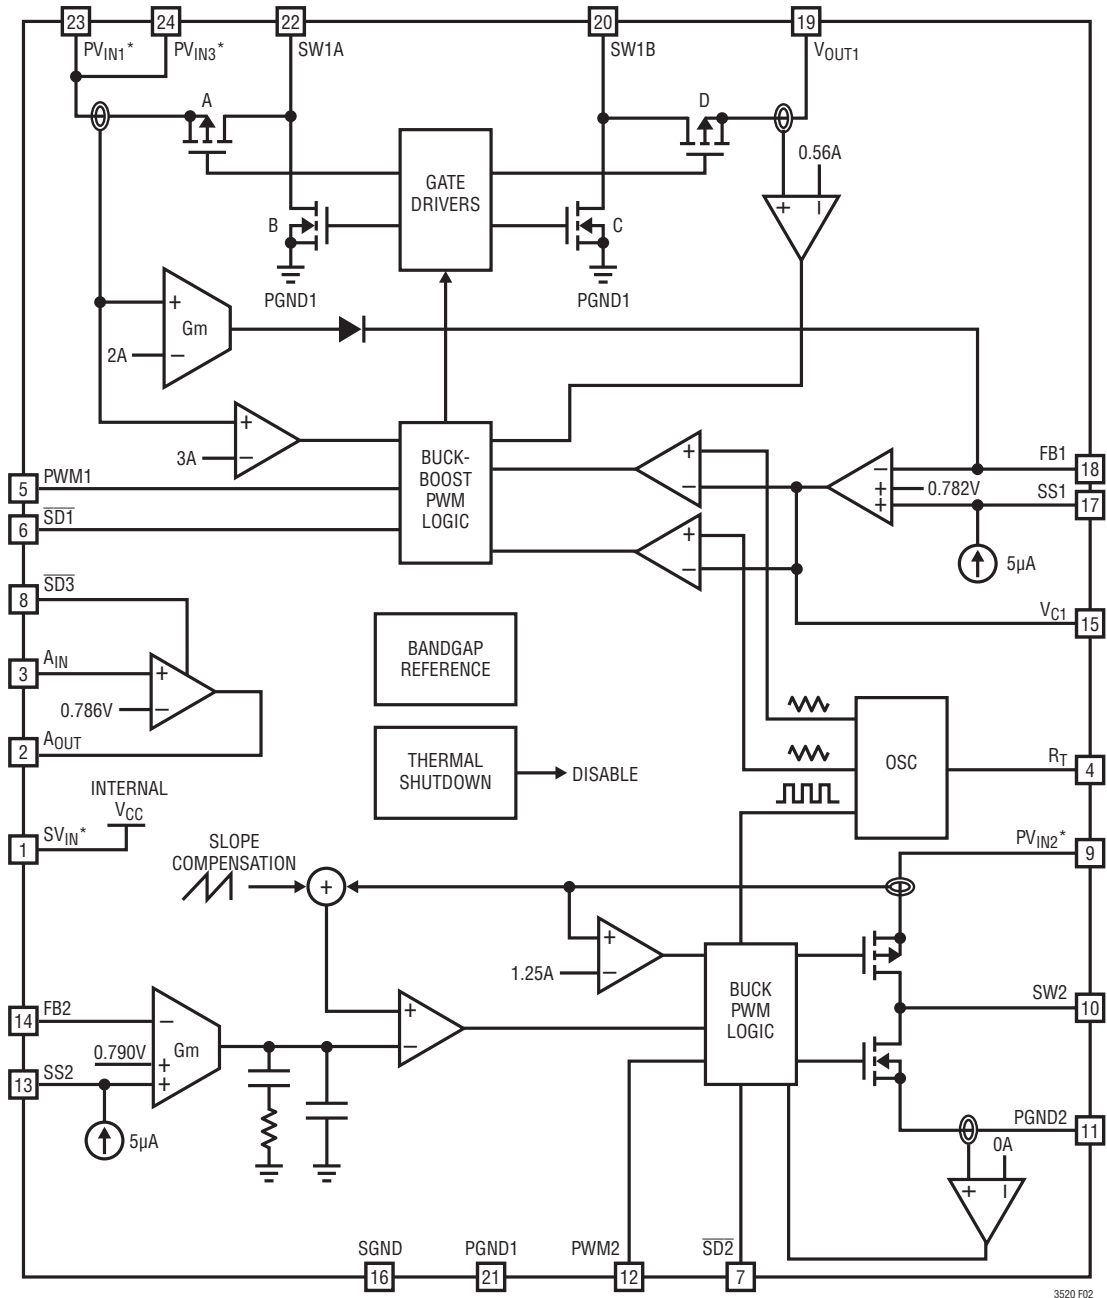 23
24
22
20
19
PVIN1*
PVIN3*
SW1A
SW1B
VOUT1
A
D
0.56A
GATE
DRIVERS
+ –
B
C
PGND1
PGND1
+
Gm
2A
–
+
3A
–
BUCK-
BOOST
PWM
LOGIC
+
–
+
–
–
+
+
0.782V
FB1
18
SS1
17
5µA
5
PWM1
6
SD1
8
SD3
VC1
15
3
AIN
+
0.786V
–
2
AOUT
BANDGAP
REFERENCE
THERMAL
SHUTDOWN
DISABLE
OSC
RT
4
INTERNAL
VCC
1
SVIN*
SLOPE
COMPENSATION
+
PVIN2*
9
+
1.25A
–
BUCK
PWM
LOGIC
SW2
10
14
FB2
–
0.790V
+
Gm
13
SS2
+
+
–
5µA
PGND2
11
0A
+ –
SGND
PGND1
PWM2
SD2
16
21
12
7
3520 F02